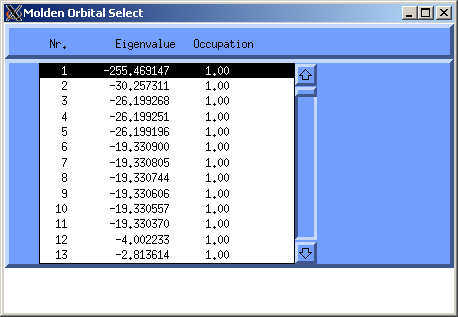 Molden Orbital Select
Nr. Eigenvalue Occupation
1 -255.469147 1.00
2 -30.257311 1.00
3 -26.199268 1.00
4 -26.199251 1.00
5 -26.199196 1.00
6 -19.330900 1.00
7 -19.330805 1.00
8 -19.330744 1.00
9 -19.330606 1.00
10 -19.330557 1.00
11 -19.330370 1.00
12 -4.002233 1.00
13 -2.813614 1.00